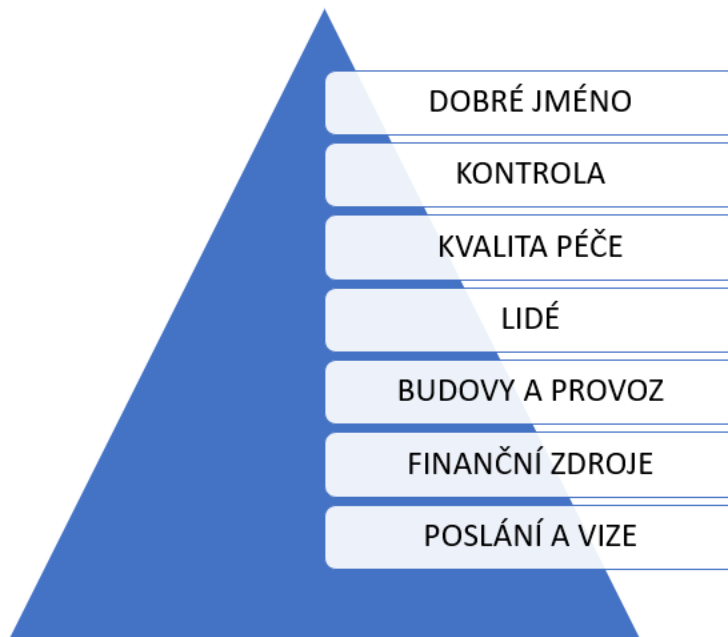 DOBRÉ JMÉNO
KONTROLA
KVALITA PÉČE
LIDÉ
BUDOVY A PROVOZ
FINANČNÍ ZDROJE
POSLÁNÍ A VIZE